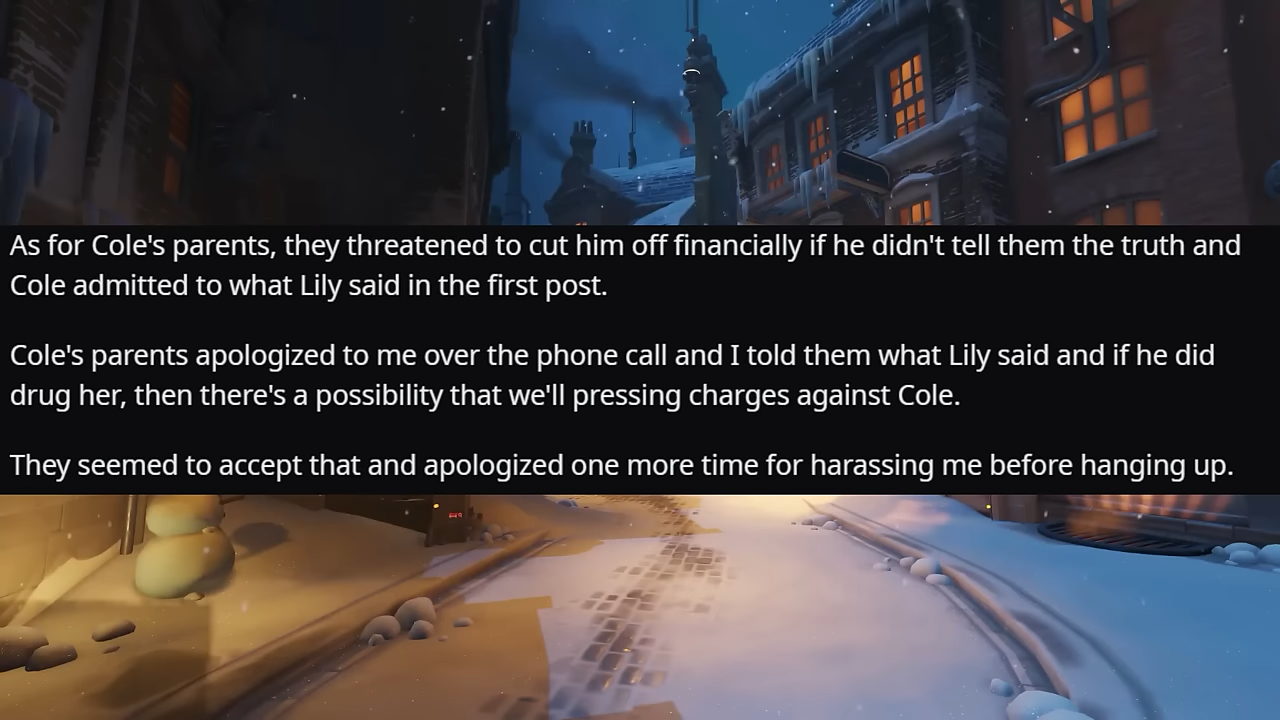 As for Cole's parents, they threatened to cut him off financially if he didn't tell them the truth and
Cole admitted to what Lily said in the first post.
Cole's parents apologized to me over the phone call and I told them what Lily said and if he did
drug her, then there's a possibility that we'll pressing charges against Cole.
They seemed to accept that and apologized one more time for harassing me before hanging up.